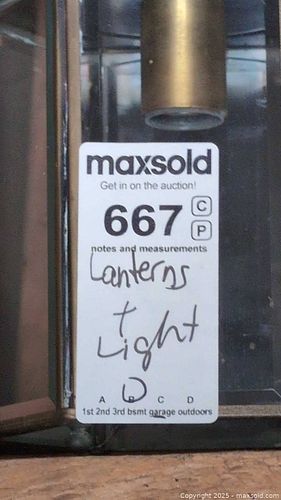 maxsold
Get in on the auction!
667 C
P
notes and measurements
Lanterns
+
Light
A B C D
1st 2nd 3rd bsmt garage outdoors
Copyright © 2025 - maxsold.com